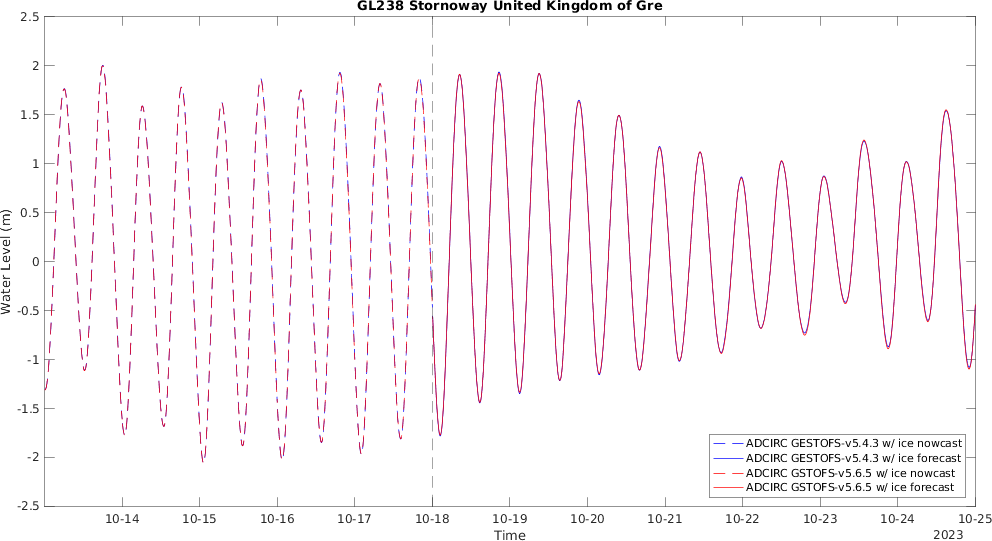 GL238 Stornoway United Kingdom of Gre
2.5
2
1.5
1
0.5
0
-0.5
-1
-1.5
-2
-2.5
Water Level (m)
10-14 10-15 10-16 10-17 10-18 10-19 10-20 10-21 10-22 10-23 10-24 10-25
Time
2023
ADCIRC GESTOFS-v5.4.3 w/ ice nowcast
ADCIRC GESTOFS-v5.4.3 w/ ice forecast
ADCIRC GSTOFS-v5.6.5 w/ ice nowcast
ADCIRC GSTOFS-v5.6.5 w/ ice forecast